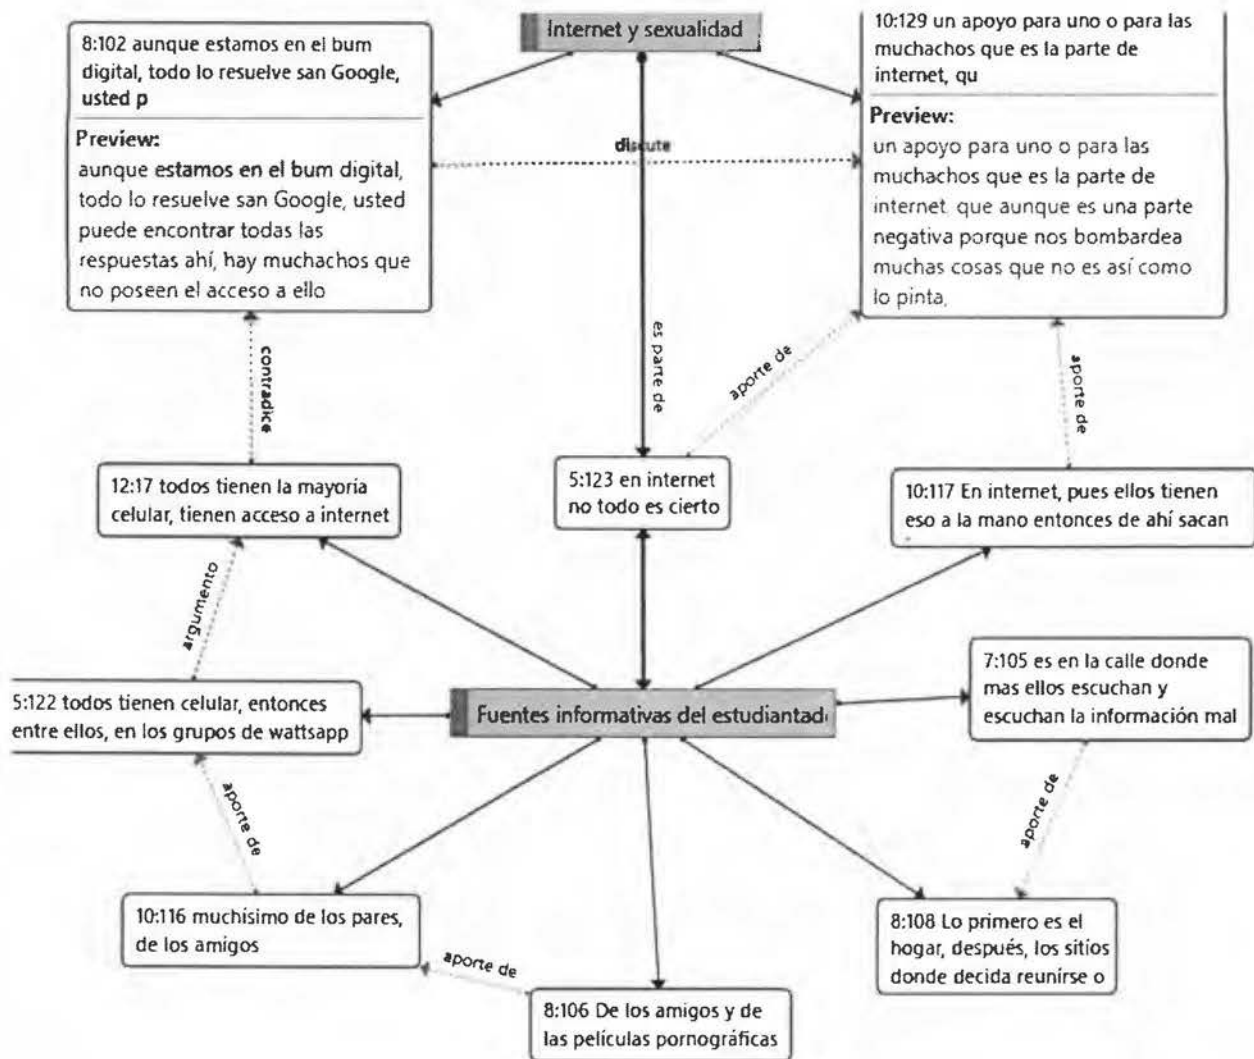 Internet y sexualidad
8:102 aunque estamos en el bum
digital, todo lo resuelve san Google,
usted p
Preview:
aunque estamos en el bum digital,
todo lo resuelve san Google, usted
puede encontrar todas las
respuestas ahí, hay muchachos que
no poseen el acceso a ello
10:129 un apoyo para uno o para las
muchachos que es la parte de
internet, qu
Preview:
un apoyo para uno o para las
muchachos que es la parte de
internet, que aunque es una parte
negativa porque nos bombardea
muchas cosas que no es así como
lo pinta,
discute
es parte de
contradice
aporte de
aporte de
12:17 todos tienen la mayoria
celular, tienen acceso a internet
5:123 en internet
no todo es cierto
10:117 En internet, pues ellos tienen
eso a la mano entonces de ahí sacan
argumento
5:122 todos tienen celular, entonces
entre ellos, en los grupos de wattsapp
Fuentes informativas del estudiantad
7:105 es en la calle donde
mas ellos escuchan y
escuchan la información mal
aporte de
aporte de
10:116 muchísimo de los pares,
de los amigos
aporte de
8:106 De los amigos y de
las películas pornográficas
8:108 Lo primero es el
hogar, después, los sitíos
donde decida reunírse o